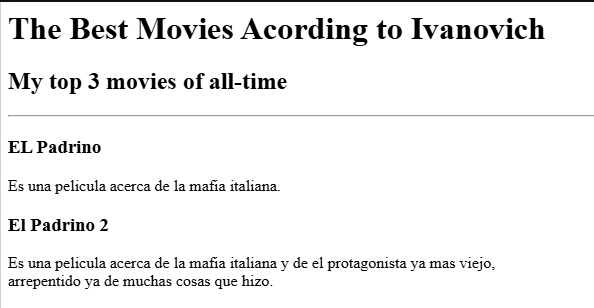 The Best Movies Acording to Ivanovich
My top 3 movies of all-time
EL Padrino
Es una pelicula acerca de la mafia italiana.
El Padrino 2
Es una pelicula acerca de la mafia italiana y de el protagonista ya mas viejo,
arrepentido ya de muchas cosas que hizo.